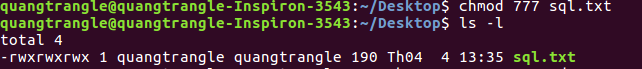 quangtrangle@quangtrangle-Inspiron-3543:~/Desktop$ chmod 777 sql.txt
quangtrangle@quangtrangle-Inspiron-3543:~/Desktop$ ls -l
total 4
-rwxrwxrwx 1 quangtrangle quangtrangle 190 Th04  4 13:35 sql.txt